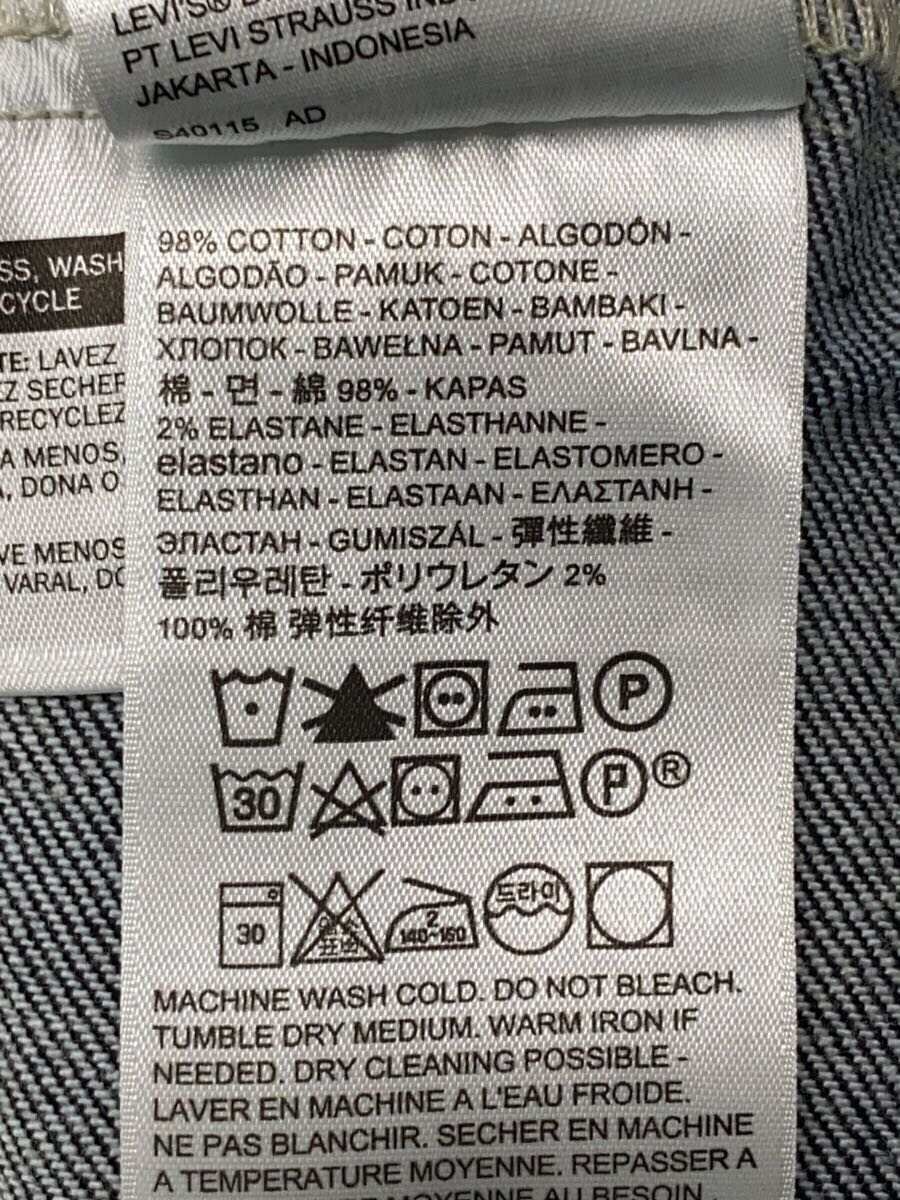 LEVI'S®
PT LEVI STRAUSS
JAKARTA - INDONESIA
S40115 AD
WASH
CYCLE
LAVEZ
SECHER
RECYCLEZ
A MENOS,
DONA O
MENOS
VARAL,
98% COTTON - COTON - ALGODÓN -
ALGODÃO - PAMUK - COTONE -
BAUMWOLLE - KATOEN - BAMBAKI -
ХЛОПОК - BAWEŁNA - PAMUT - BAVLNA -
棉 - 면 - 綿 98% - KAPAS
2% ELASTANE - ELASTHANNE -
elastano - ELASTAN - ELASTOMERO -
ELASTHAN - ELASTAAN - ΕΛΑΣΤΑΝΗ -
ЭЛАСТАН - GUMISZÁL - 彈性纖維 -
폴리우레탄 - ポリウレタン 2%
100% 棉 弹性纤维除外
P
30 P ®
30 2 140~160 드라이
MACHINE WASH COLD. DO NOT BLEACH.
TUMBLE DRY MEDIUM. WARM IRON IF
NEEDED. DRY CLEANING POSSIBLE -
LAVER EN MACHINE A L'EAU FROIDE.
NE PAS BLANCHIR. SECHER EN MACHINE
A TEMPERATURE MOYENNE. REPASSER A
MOYENNE AU BESOIN